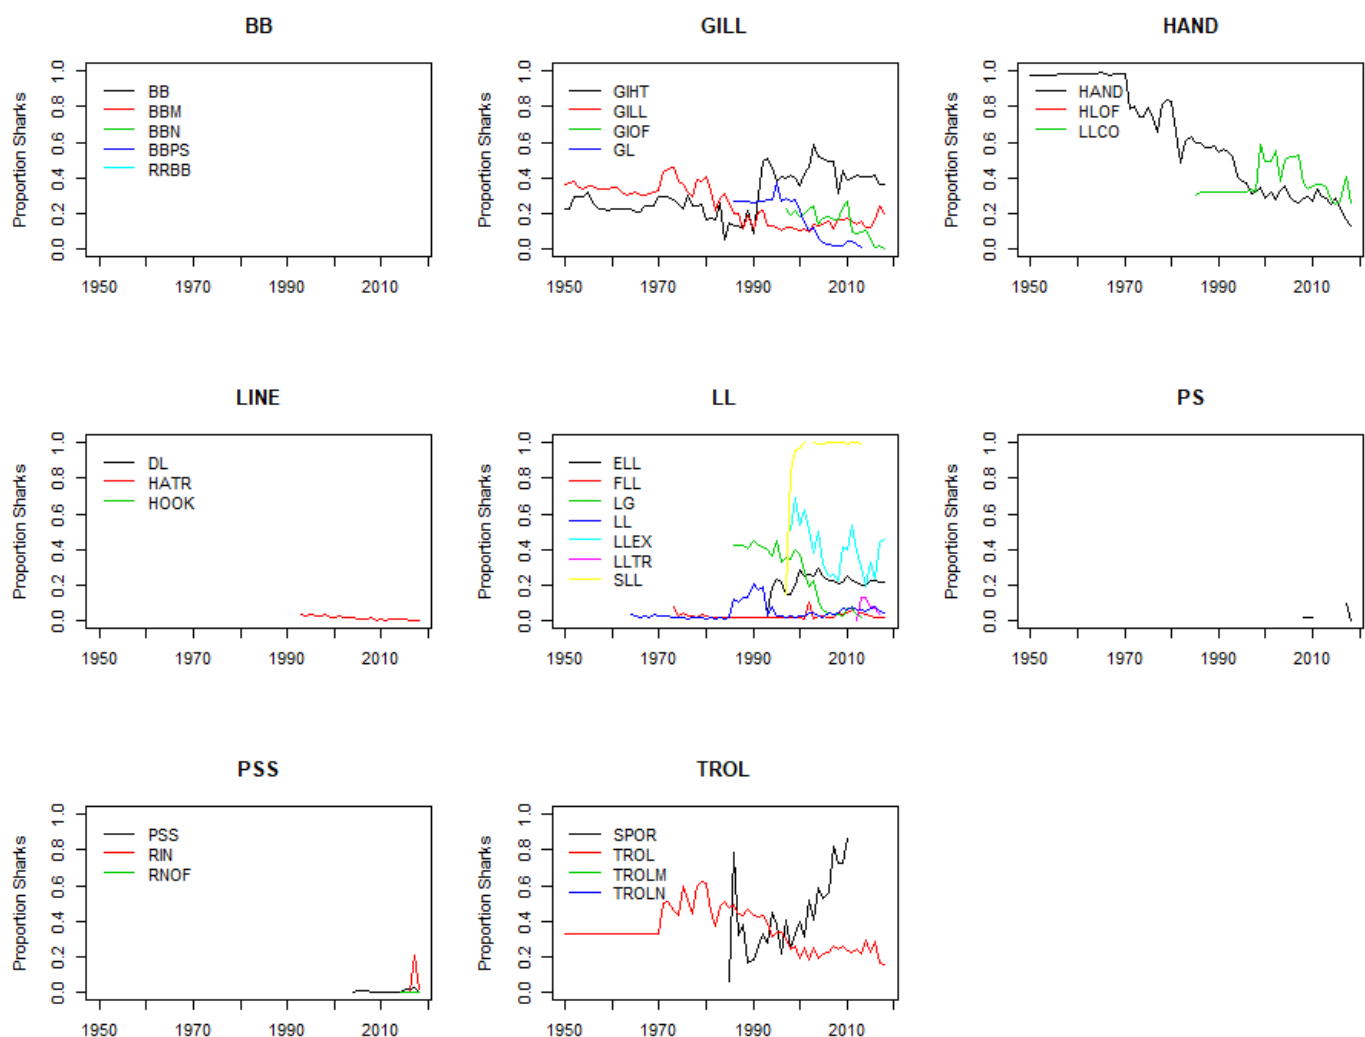 BB
GILL
HAND
Proportion Sharks
0.0 0.2 0.4 0.6 0.8 1.0
BB
BBM
BBN
BBPS
RRBB
1950 1970 1990 2010
Proportion Sharks
0.0 0.2 0.4 0.6 0.8 1.0
GIHT
GILL
GIOF
GL
1950 1970 1990 2010
Proportion Sharks
0.0 0.2 0.4 0.6 0.8 1.0
HAND
HLOF
LLCO
1950 1970 1990 2010
LINE
LL
PS
Proportion Sharks
0.0 0.2 0.4 0.6 0.8 1.0
DL
HATR
HOOK
1950 1970 1990 2010
Proportion Sharks
0.0 0.2 0.4 0.6 0.8 1.0
ELL
FLL
LG
LL
LLEX
LLTR
SLL
1950 1970 1990 2010
Proportion Sharks
0.0 0.2 0.4 0.6 0.8 1.0
1950 1970 1990 2010
PSS
TROL
Proportion Sharks
0.0 0.2 0.4 0.6 0.8 1.0
PSS
RIN
RNOF
1950 1970 1990 2010
Proportion Sharks
0.0 0.2 0.4 0.6 0.8 1.0
SPOR
TROL
TROLM
TROLN
1950 1970 1990 2010